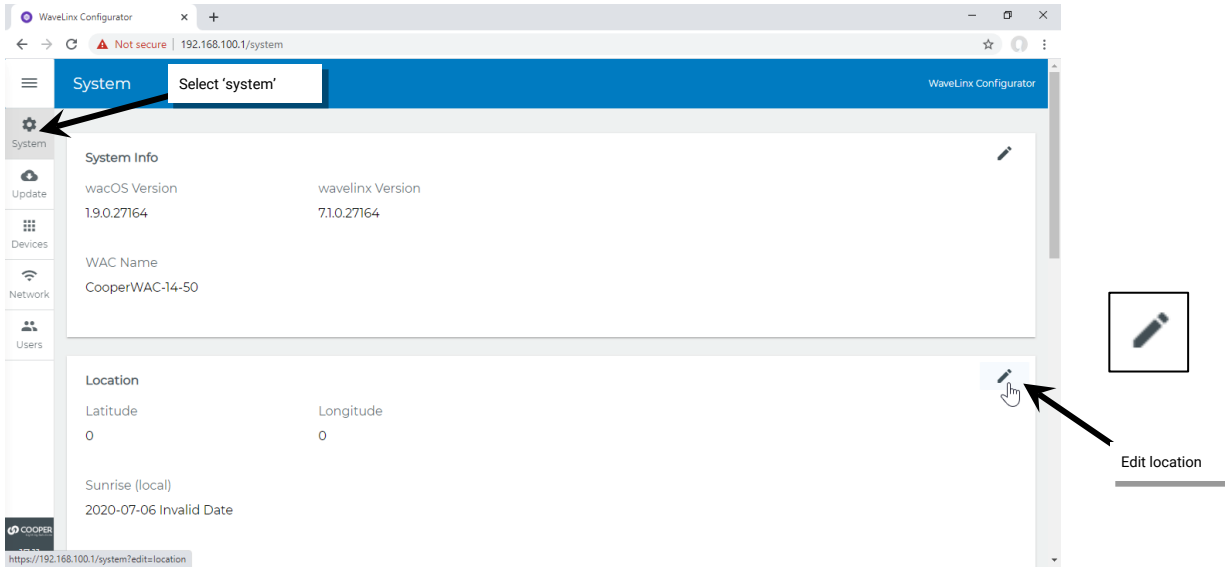 WaveLinx Configurator
Not secure | 192.168.100.1/system
System
Select ‘system’
WaveLinx Configurator
System
Update
Devices
Network
Users
System Info
wacOS Version
wavelinx Version
1.9.0.27164
7.1.0.27164
WAC Name
CooperWAC-14-50
Location
Latitude
Longitude
0
0
Edit location
Sunrise (local)
2020-07-06 Invalid Date
COOPER
https://192.168.100.1/system?edit=location